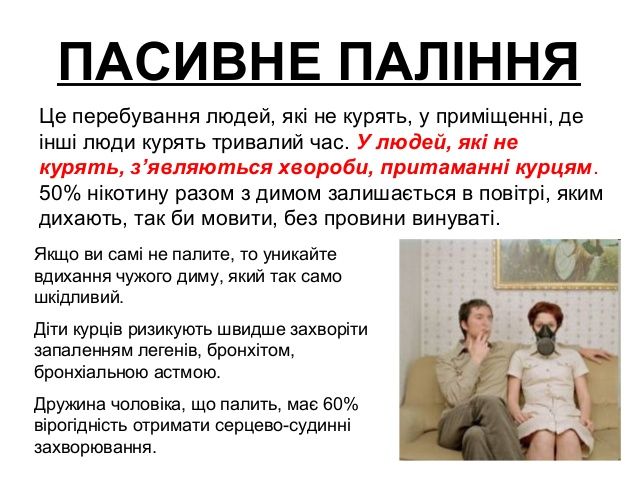 ПАСИВНЕ ПАЛІННЯ
Це перебування людей, які не курять, у приміщенні, де
інші люди курять тривалий час. У людей, які не
курять, з’являються хвороби, притаманні курцям.
50% нікотину разом з димом залишається в повітрі, яким
дихають, так би мовити, без провини винуваті.
Якщо ви самі не палите, то уникайте
вдихання чужого диму, який так само
шкідливий.
Діти курців ризикують швидше захворіти
запаленням легенів, бронхітом,
бронхіальною астмою.
Дружина чоловіка, що палить, має 60%
вірогідність отримати серцево-судинні
захворювання.